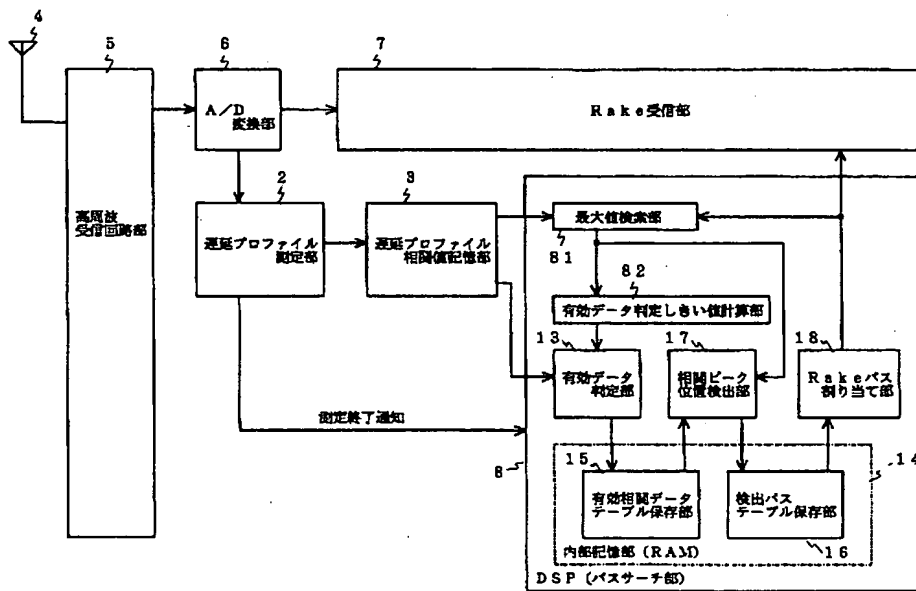 4
5
6
7
A／D
変換部
Rake受信部
2
3
高周波
受信回路部
遅延プロファイル
測定部
遅延プロファイル
相関値記憶部
最大値検索部
81
82
有効データ判定しきい値計算部
13
17
18
有効データ
判定部
相関ピーク
位置検出部
Rakeパス
割り当て部
測定終了通知
8
15
14
有効相関データ
テーブル保存部
検出パス
テーブル保存部
内部記憶部（RAM）
16
DSP（パスサーチ部）